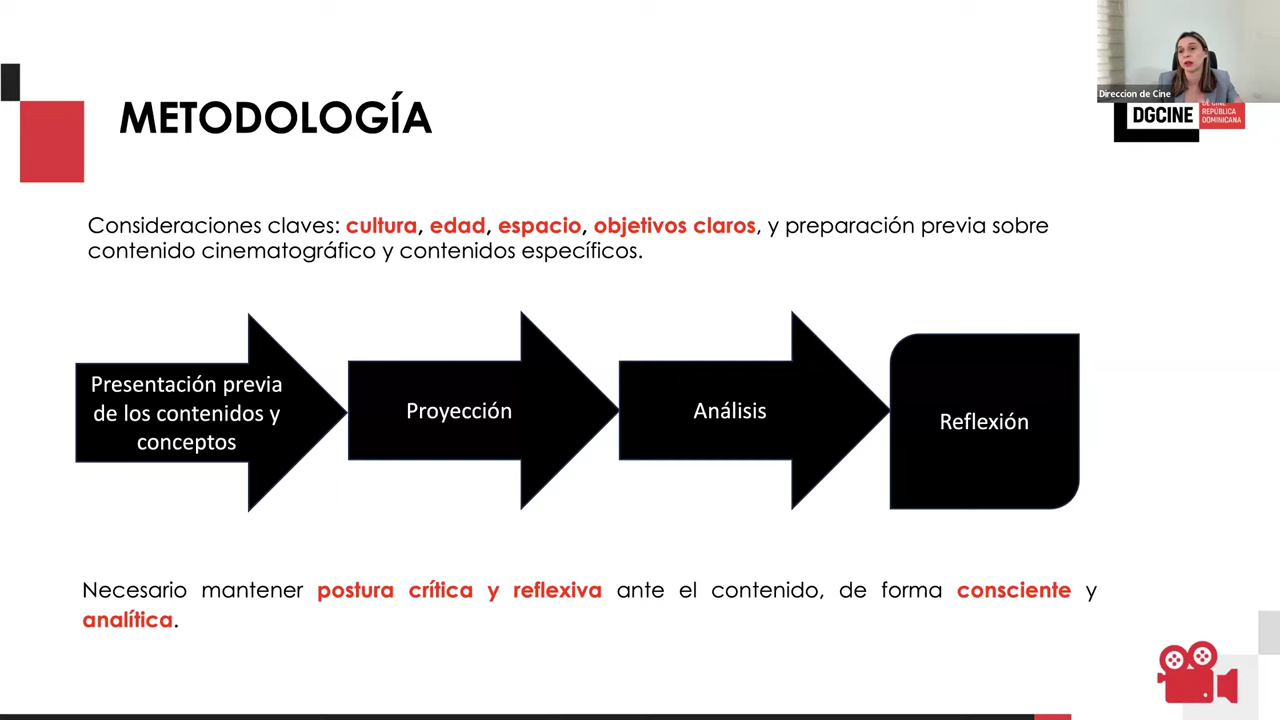 Direccion de Cine
DGCINE
DE CINE
REPÚBLICA
DOMINICANA
METODOLOGÍA
Consideraciones claves: cultura, edad, espacio, objetivos claros, y preparación previa sobre
contenido cinematográfico y contenidos específicos.
Presentación previa
de los contenidos y
conceptos
Proyección
Análisis
Reflexión
Necesario mantener postura crítica y reflexiva ante el contenido, de forma consciente y
analítica.